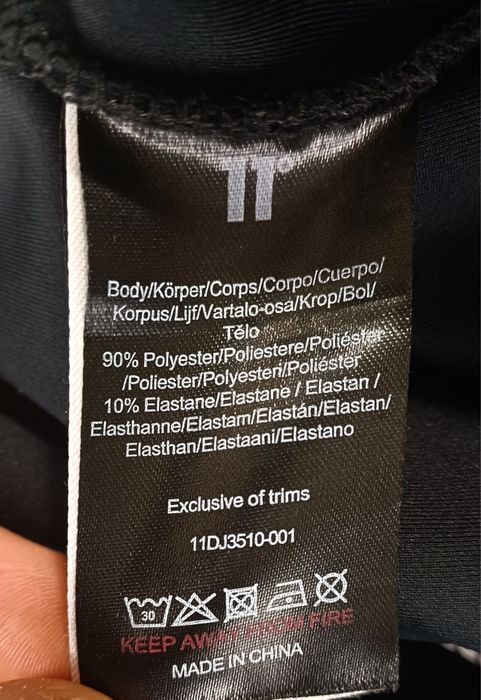 11
Body/Körper/Corps/Corpo/Cuerpo/
Korpus/Lijf/Vartalo-osa/Krop/Bol/
Tělo
90% Polyester/Poliestere/Poliéster
/Poliester/Polyesteri/Poliéster
10% Elastane/Elastane / Elastan /
Elasthanne/Elastam/Elastán/Elastan/
Elasthan/Elastaani/Elastano
Exclusive of trims
11DJ3510-001
30
KEEP AWAY FROM FIRE
MADE IN CHINA